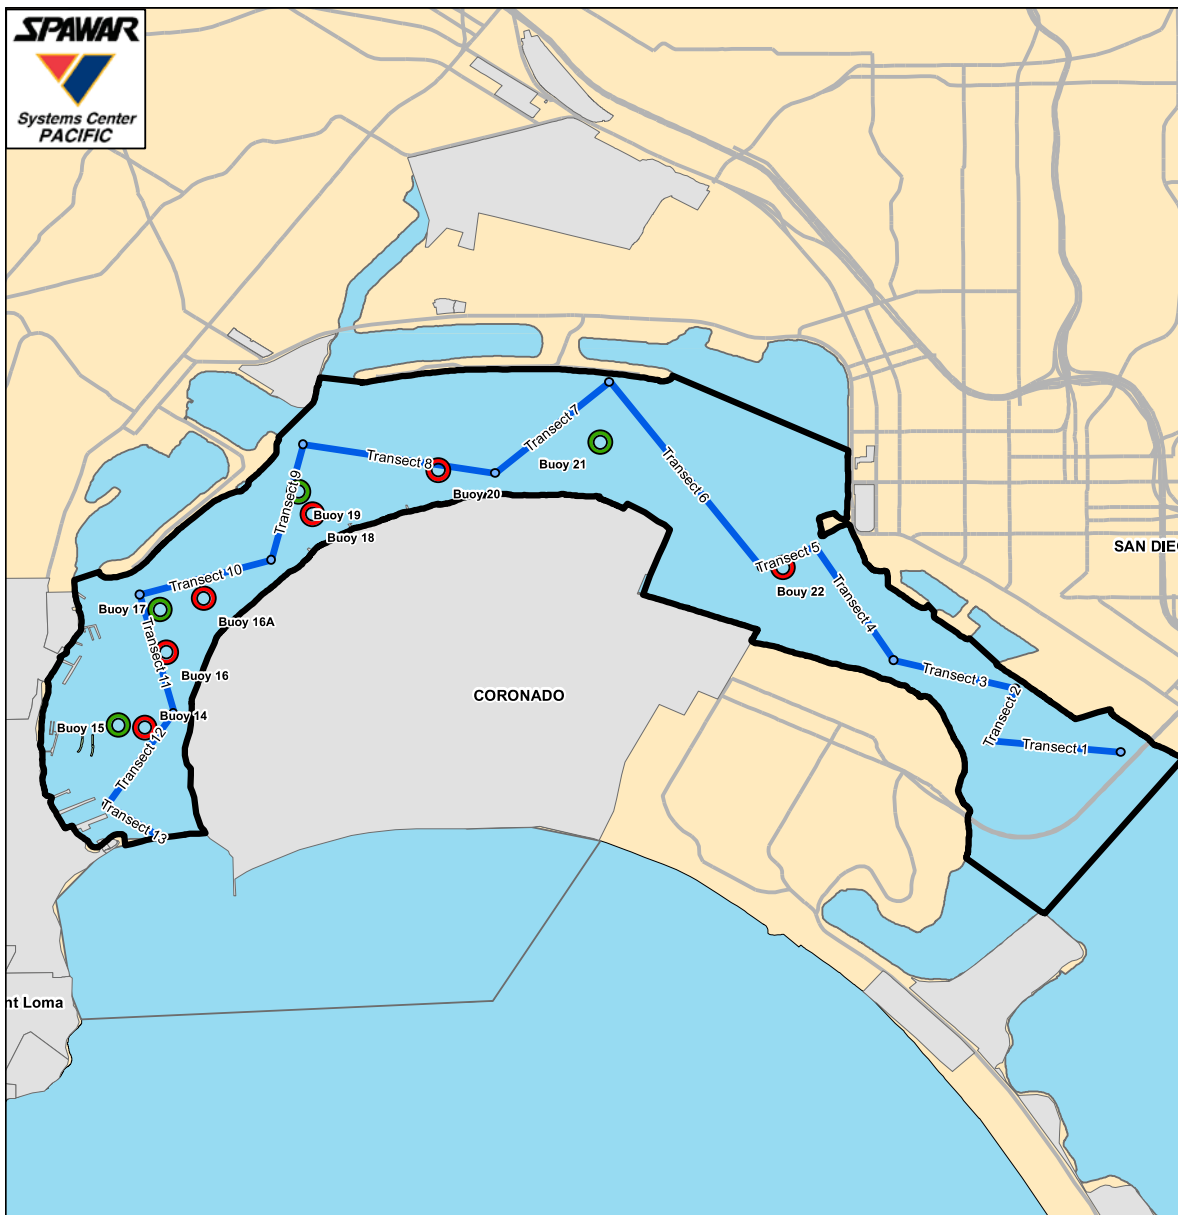 SPAWAR
Systems Center
PACIFIC
Transect 7
Transect 8
Buoy 21
Transect 6
Buoy 20
Transect 9
Buoy 19
Buoy 18
Transect 5
SAN DIE
Transect 10
Bouy 22
Buoy 17
Buoy 16A
Transect 4
Transect 11
Buoy 16
Transect 3
CORONADO
Transect 2
Buoy 14
Buoy 15
Transect 12
Transect 1
Transect 13
nt Loma